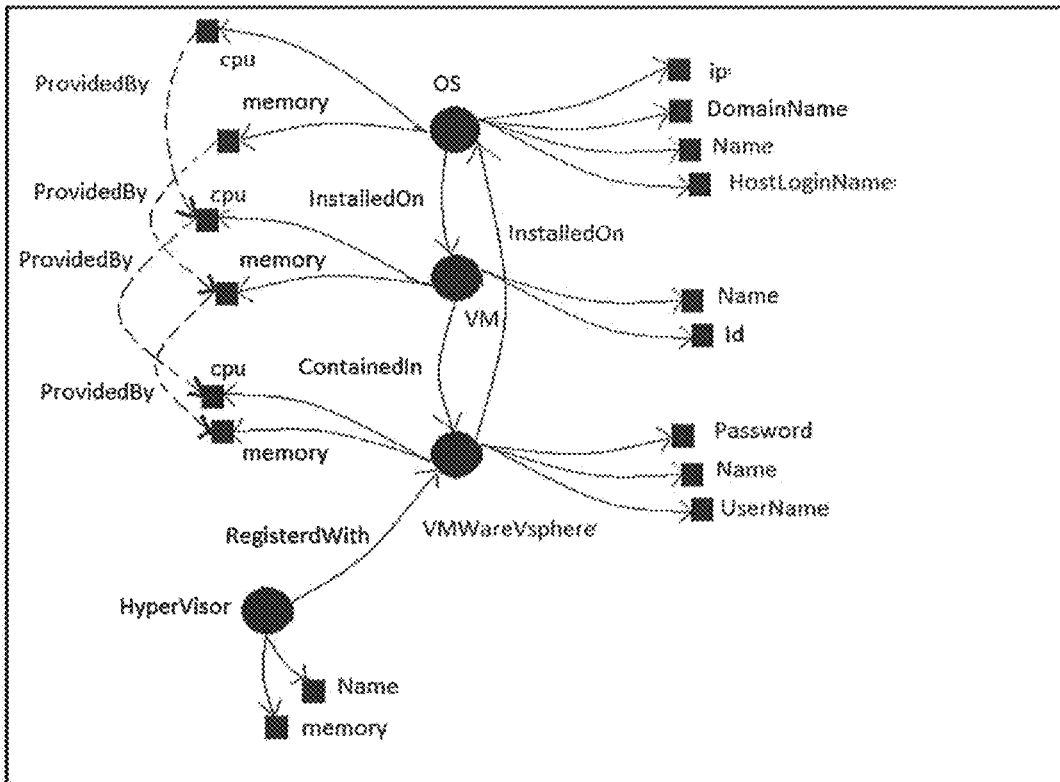 cpu
ProvidedBy
OS
ip
memory
DomainName
Name
HostLoginName
ProvidedBy
cpu
InstalledOn
InstalledOn
ProvidedBy
memory
Name
VM
Id
cpu
ContainedIn
ProvidedBy
Password
memory
Name
UserName
RegisterdWith
VMWareVsphere
HyperVisor
Name
memory